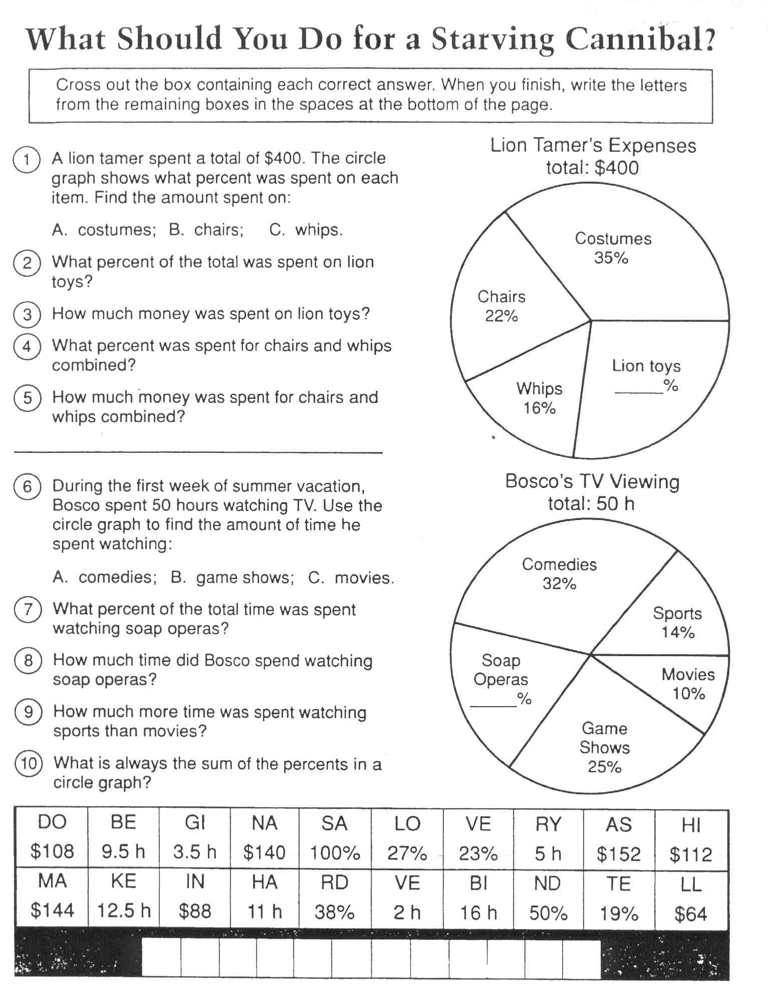 What Should You Do for a Starving Cannibal?
Cross out the box containing each correct answer. When you finish, write the letters
from the remaining boxes in the spaces at the bottom of the page.
1 A lion tamer spent a total of $400. The circle
graph shows what percent was spent on each
item. Find the amount spent on:
A. costumes; B. chairs; C. whips.
2 What percent of the total was spent on lion
toys?
3 How much money was spent on lion toys?
4 What percent was spent for chairs and whips
combined?
5 How much money was spent for chairs and
whips combined?
Lion Tamer's Expenses
total: $400
Costumes
35%
Chairs
22%
Lion toys
_____%
Whips
16%
6 During the first week of summer vacation,
Bosco spent 50 hours watching TV. Use the
circle graph to find the amount of time he
spent watching:
A. comedies; B. game shows; C. movies.
7 What percent of the total time was spent
watching soap operas?
8 How much time did Bosco spend watching
soap operas?
9 How much more time was spent watching
sports than movies?
10 What is always the sum of the percents in a
circle graph?
Bosco's TV Viewing
total: 50 h
Comedies
32%
Sports
14%
Soap
Operas
_____%
Movies
10%
Game
Shows
25%
DO BE GI NA SA LO VE RY AS HI
$108 9.5 h 3.5 h $140 100% 27% 23% 5 h $152 $112
MA KE IN HA RD VE BI ND TE LL
$144 12.5 h $88 11 h 38% 2 h 16 h 50% 19% $64